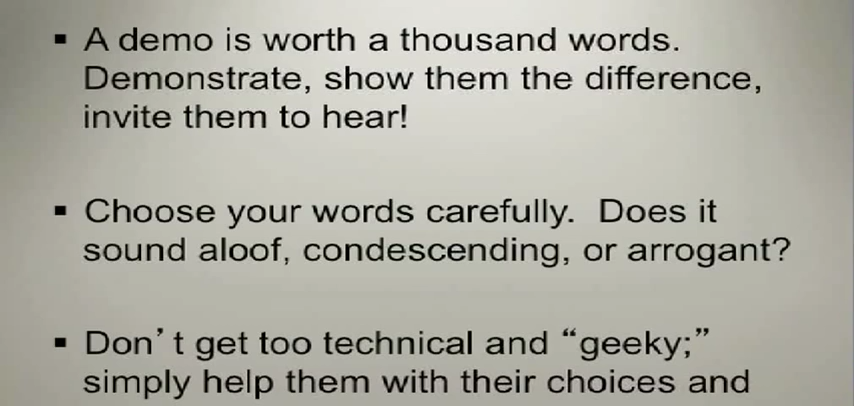 ▪ A demo is worth a thousand words.
Demonstrate, show them the difference,
invite them to hear!
▪ Choose your words carefully.  Does it
sound aloof, condescending, or arrogant?
▪ Don’t get too technical and “geeky;”
simply help them with their choices and